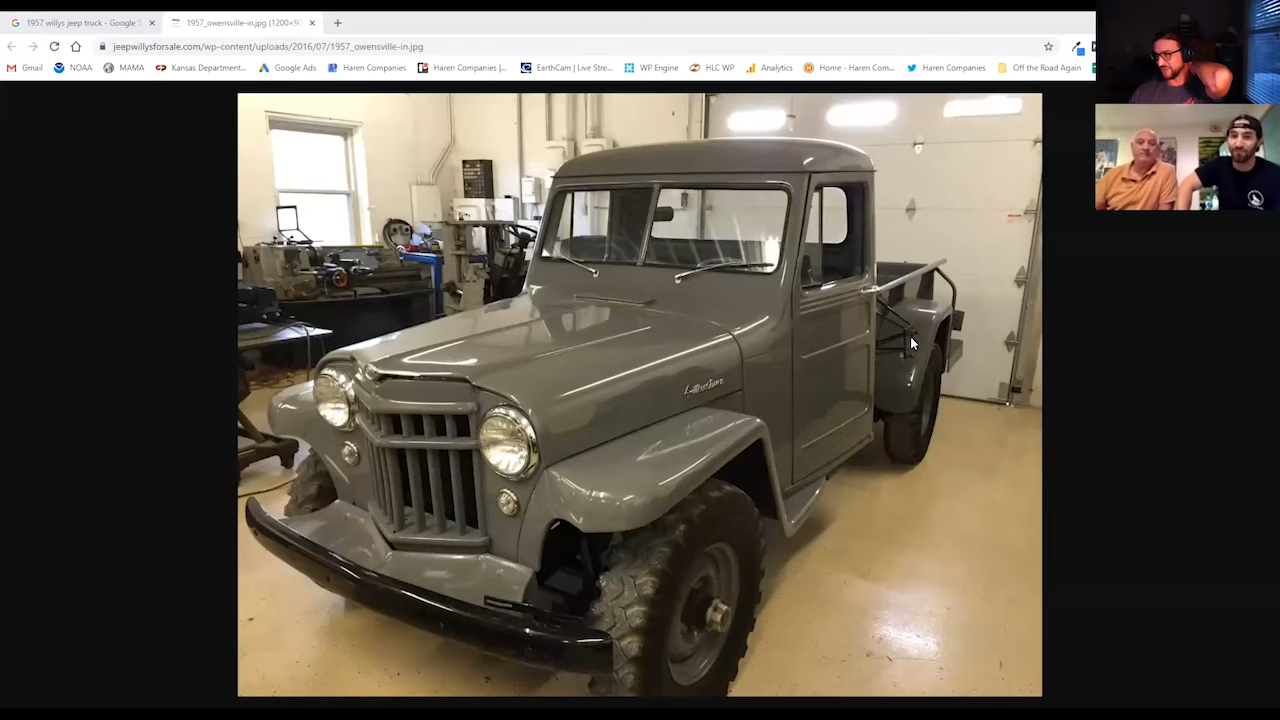 1957 willys jeep truck - Google S
1957_owensville-in.jpg (1200×90
jeepwillysforsale.com/wp-content/uploads/2016/07/1957_owensville-in.jpg
Gmail NOAA MAMA Kansas Department... Google Ads Haren Companies Haren Companies |... EarthCam | Live Stre... WP Engine HLC WP Analytics Home - Haren Com... Haren Companies Off the Road Again